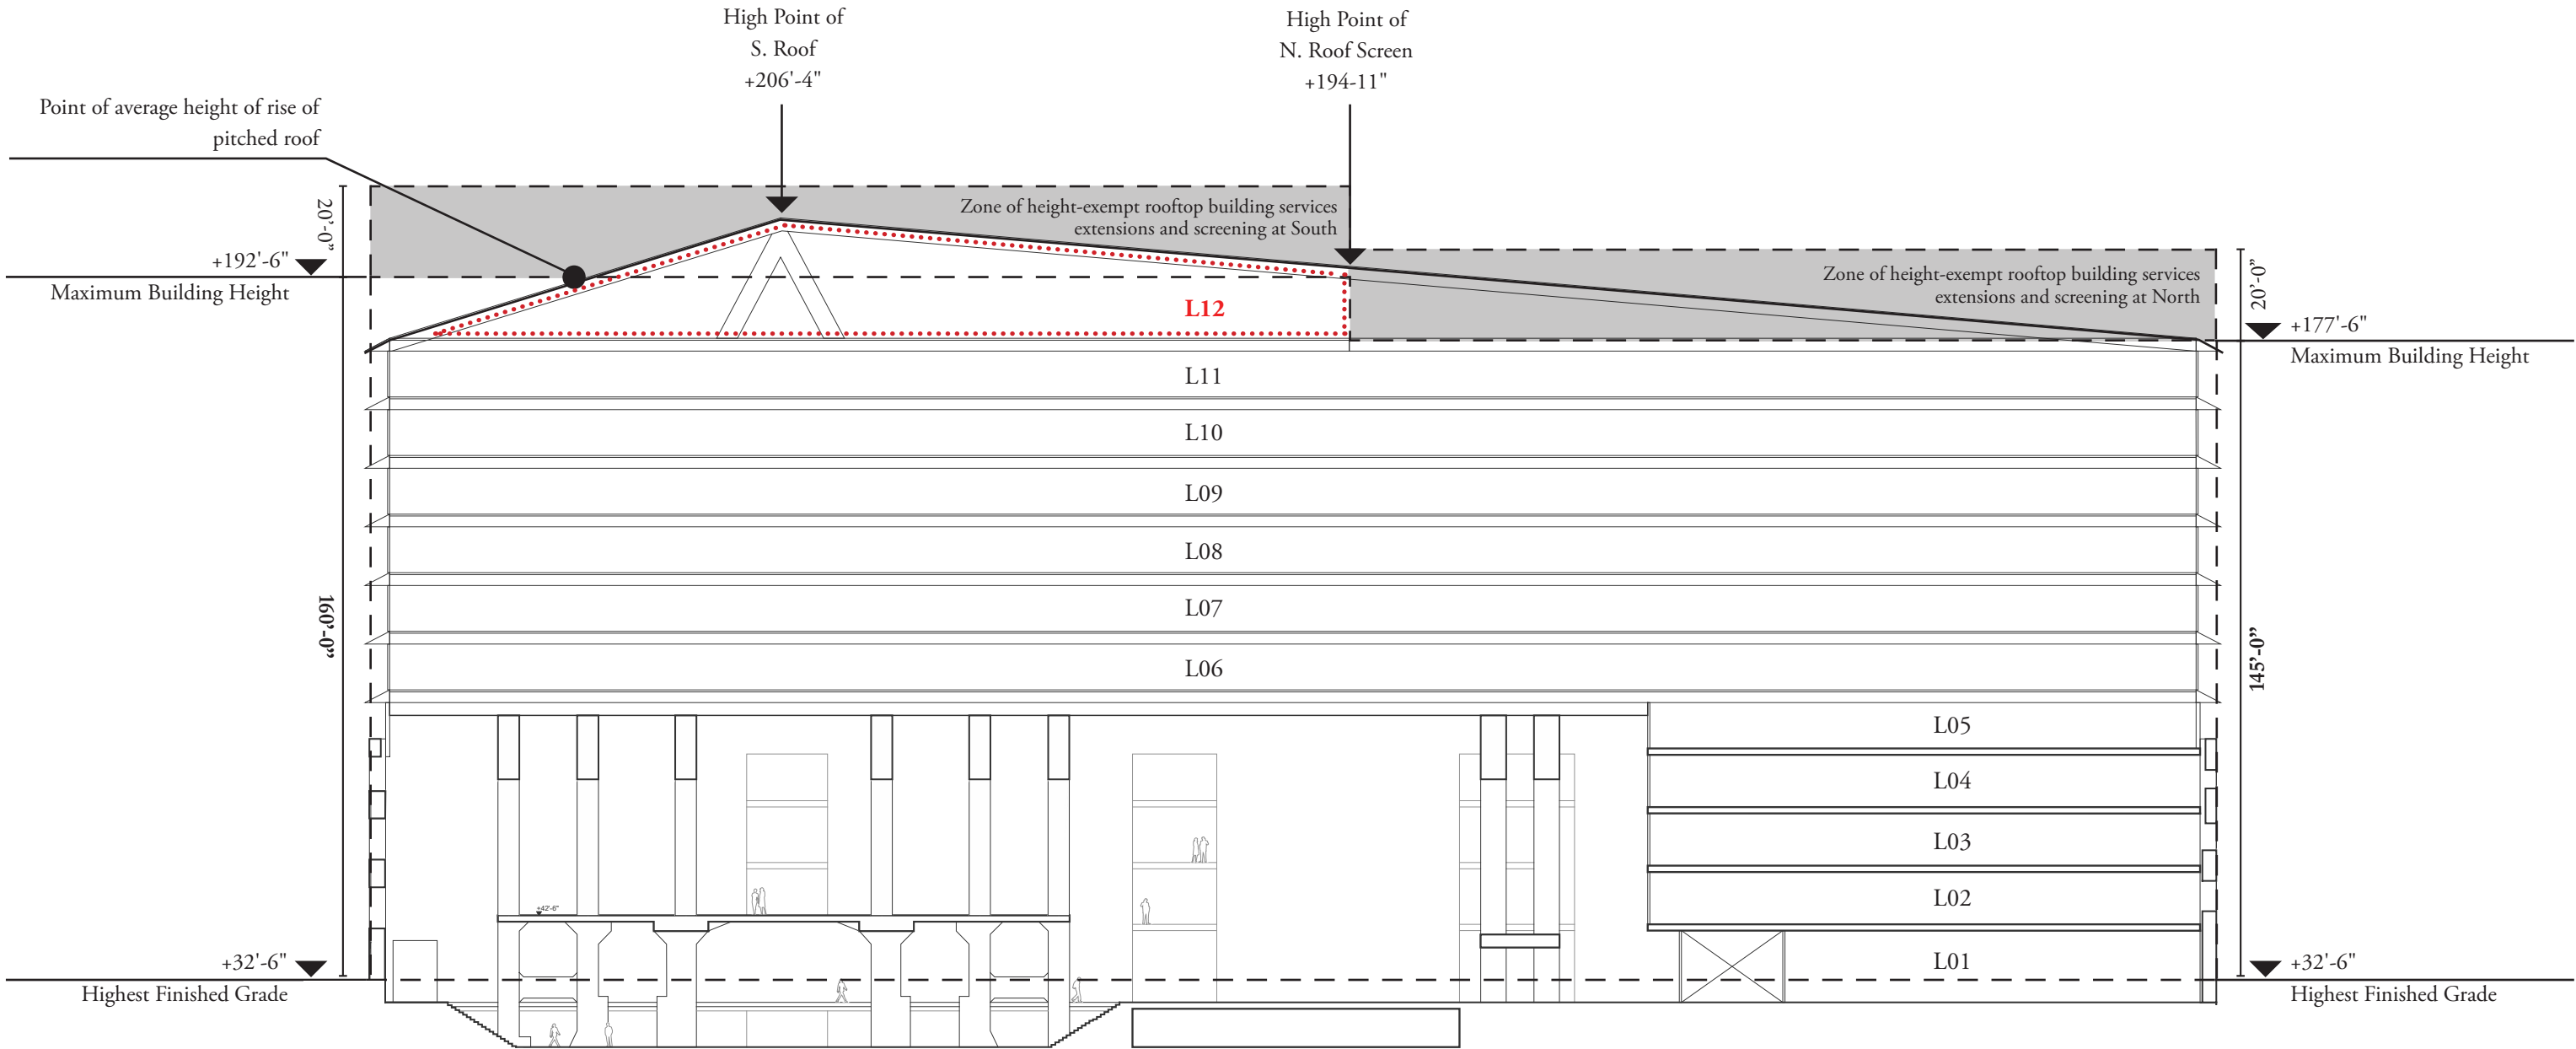 High Point of
S. Roof
+206'-4"
High Point of
N. Roof Screen
+194-11"
Point of average height of rise of
pitched roof
20'-0"
Zone of height-exempt rooftop building services
extensions and screening at South
+192'-6"
Maximum Building Height
Zone of height-exempt rooftop building services
extensions and screening at North
20'-0"
L12
+177'-6"
Maximum Building Height
L11
L10
L09
L08
L07
160'-0"
145'-0"
L06
L05
L04
L03
L02
+42'-6"
L01
+32'-6"
Highest Finished Grade
+32'-6"
Highest Finished Grade